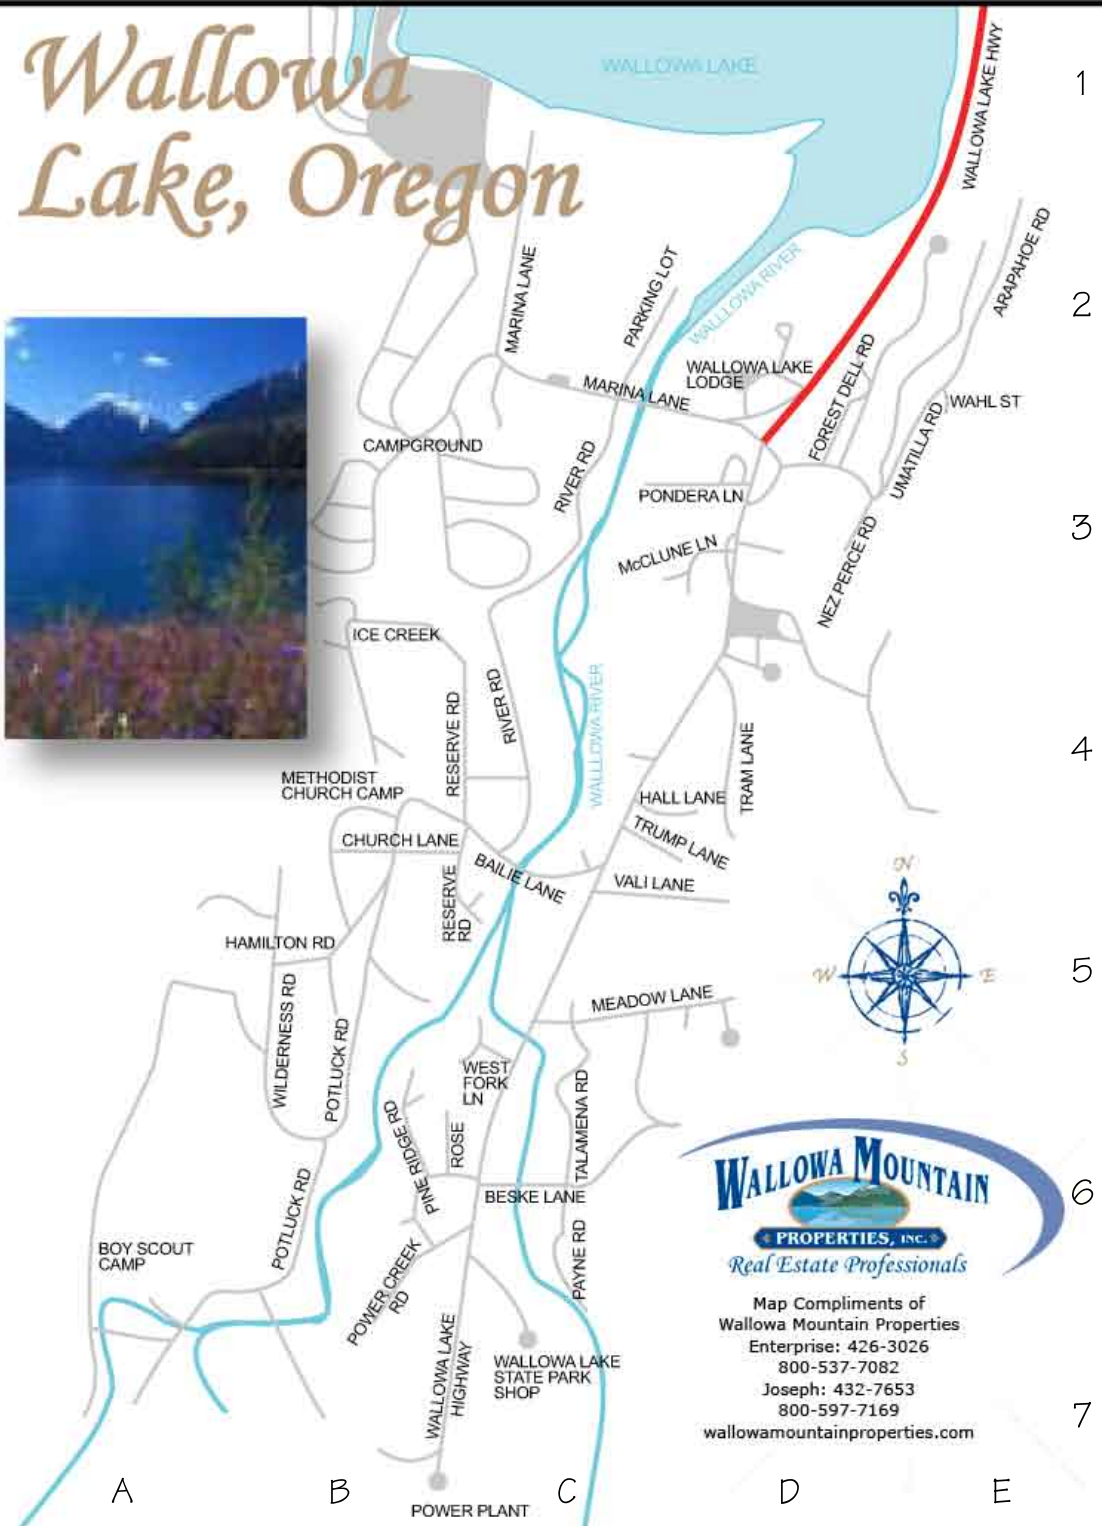 Wallowa
Lake, Oregon
WALLOWA LAKE
WALLOWA LAKE HWY
1
ARAPAHOE RD
MARINA LANE
PARKING LOT
WALLLOWA RIVER
2
WALLOWA LAKE
LODGE
MARINA LANE
FOREST DELL RD
WAHL ST
UMATILLA RD
CAMPGROUND
RIVER RD
PONDERA LN
3
McCLUNE LN
NEZ PERCE RD
ICE CREEK
RESERVE RD
RIVER RD
WALLLOWA RIVER
4
TRAM LANE
METHODIST
CHURCH CAMP
HALL LANE
TRUMP LANE
CHURCH LANE
BAILIE LANE
VALI LANE
RESERVE
RD
N
HAMILTON RD
W
E
S
5
WILDERNESS RD
POTLUCK RD
MEADOW LANE
WEST
FORK
LN
TALAMENA RD
PINE RIDGE RD
ROSE
WALLOWA MOUNTAIN
PROPERTIES, INC.
Real Estate Professionals
6
BESKE LANE
POTLUCK RD
PAYNE RD
BOY SCOUT
CAMP
POWER CREEK
RD
Map Compliments of
Wallowa Mountain Properties
Enterprise: 426-3026
800-537-7082
Joseph: 432-7653
800-597-7169
wallowamountainproperties.com
WALLOWA LAKE
HIGHWAY
WALLOWA LAKE
STATE PARK
SHOP
7
A
B
C
D
E
POWER PLANT